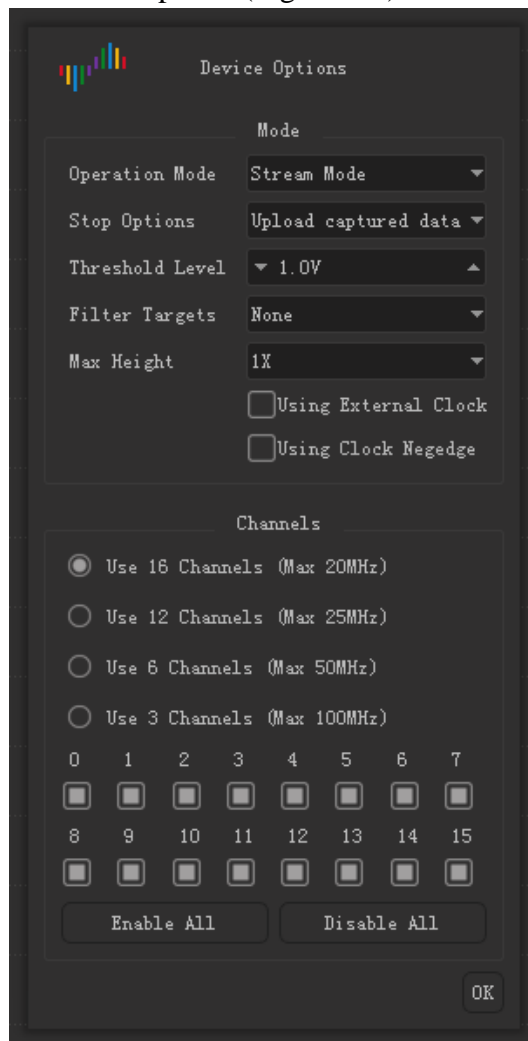 Device Options
Mode
Operation Mode Stream Mode
Stop Options Upload captured data
Threshold Level 1.0V
Filter Targets None
Max Height 1X
Using External Clock
Using Clock Negedge
Channels
Use 16 Channels (Max 20MHz)
Use 12 Channels (Max 25MHz)
Use 6 Channels (Max 50MHz)
Use 3 Channels (Max 100MHz)
0 1 2 3 4 5 6 7
8 9 10 11 12 13 14 15
Enable All Disable All
OK